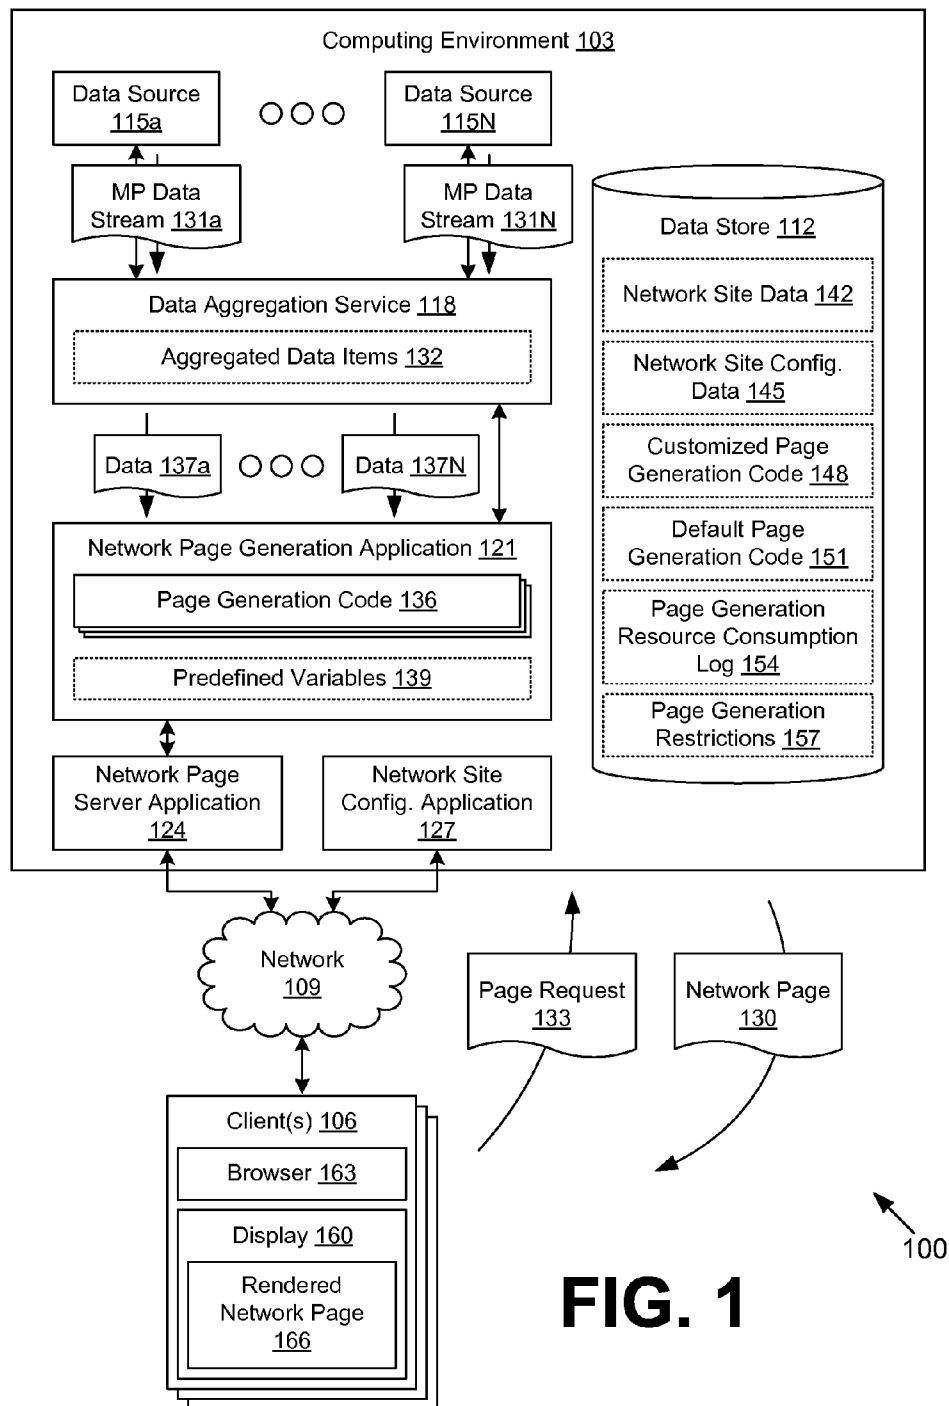 Computing Environment 103
Data Source
115a
Data Source
115N
MP Data
Stream 131a
MP Data
Stream 131N
Data Aggregation Service 118
Aggregated Data Items 132
Data 137a
Data 137N
Network Page Generation Application 121
Page Generation Code 136
Predefined Variables 139
Network Page
Server Application
124
Network Site
Config. Application
127
Data Store 112
Network Site Data 142
Network Site Config.
Data 145
Customized Page
Generation Code 148
Default Page
Generation Code 151
Page Generation
Resource Consumption
Log 154
Page Generation
Restrictions 157
Network
109
Page Request
133
Network Page
130
Client(s) 106
Browser 163
Display 160
Rendered
Network Page
166
100
FIG. 1